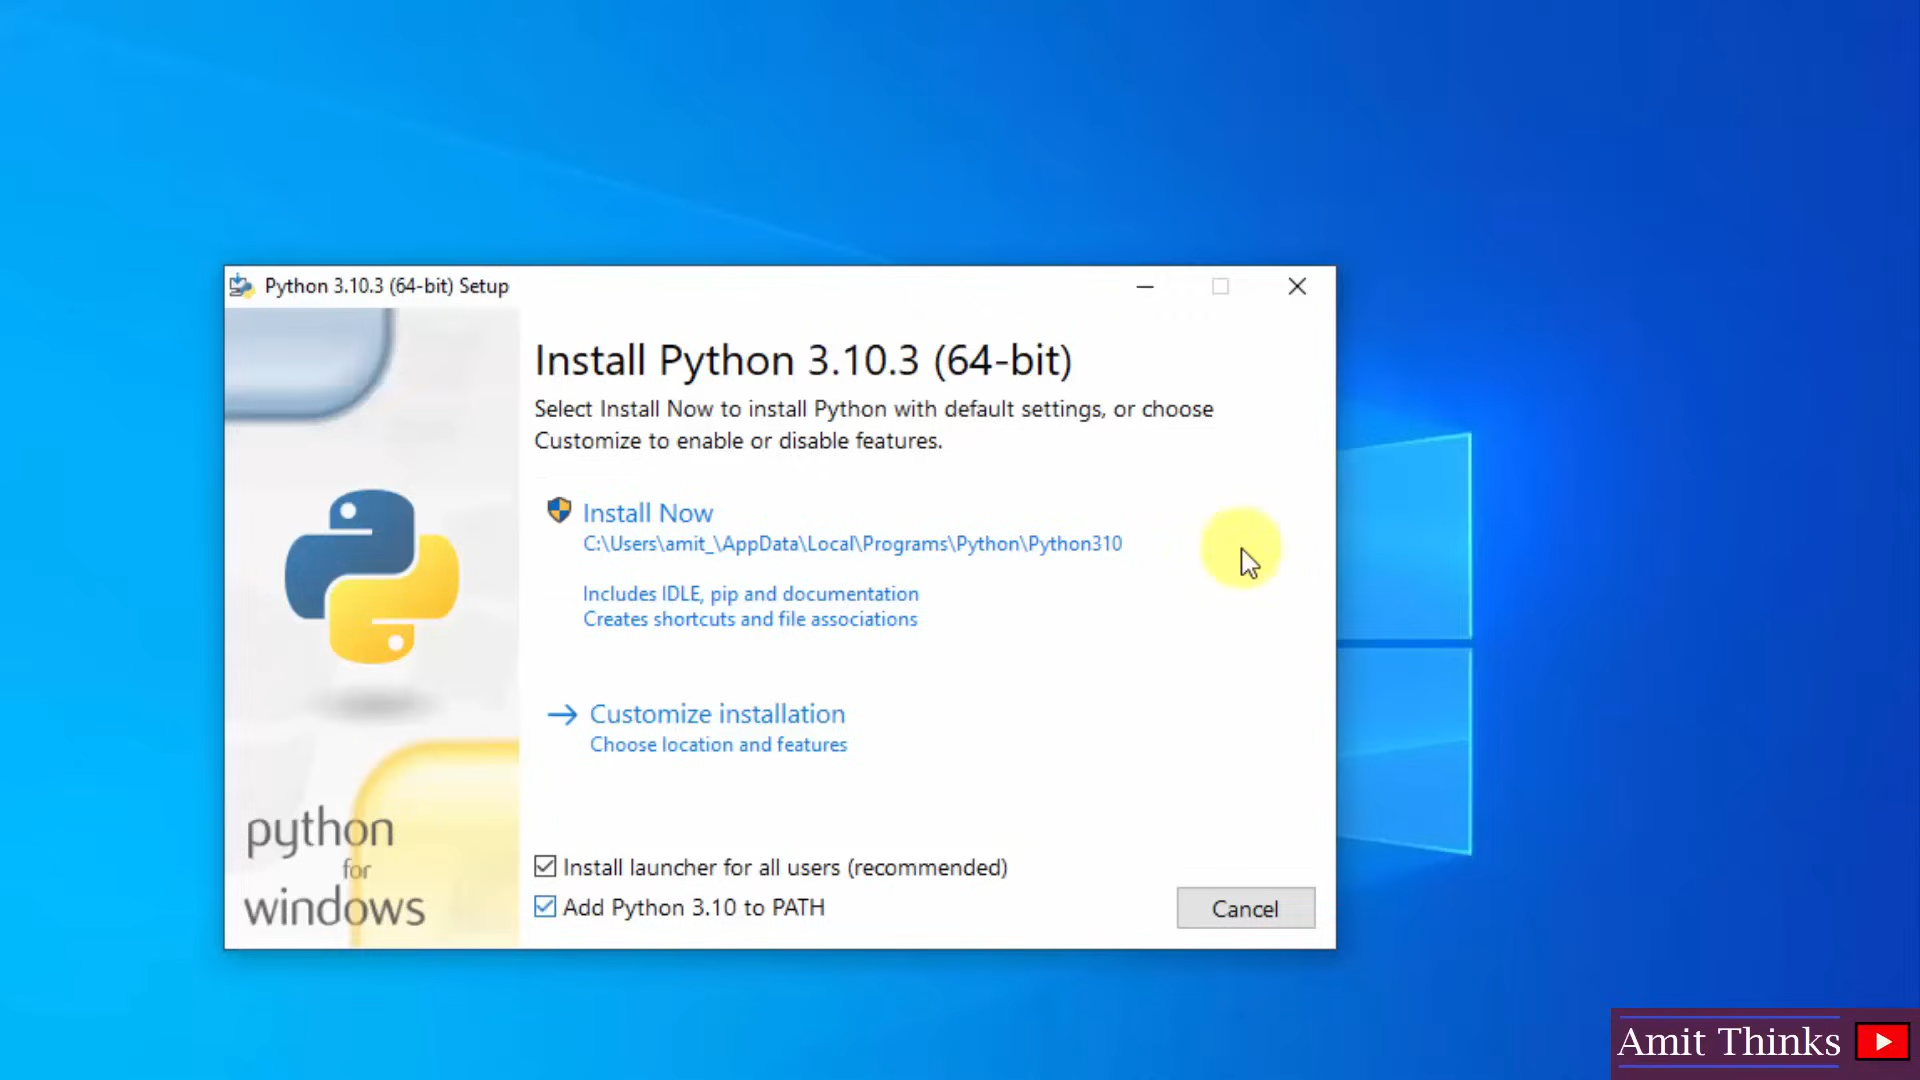 Python 3.10.3 (64-bit) Setup
Install Python 3.10.3 (64-bit)
Select Install Now to install Python with default settings, or choose
Customize to enable or disable features.
Install Now
C:\Users\amit_\AppData\Local\Programs\Python\Python310
Includes IDLE, pip and documentation
Creates shortcuts and file associations
Customize installation
Choose location and features
python
for
windows
Install launcher for all users (recommended)
Add Python 3.10 to PATH
Cancel
Amit Thinks